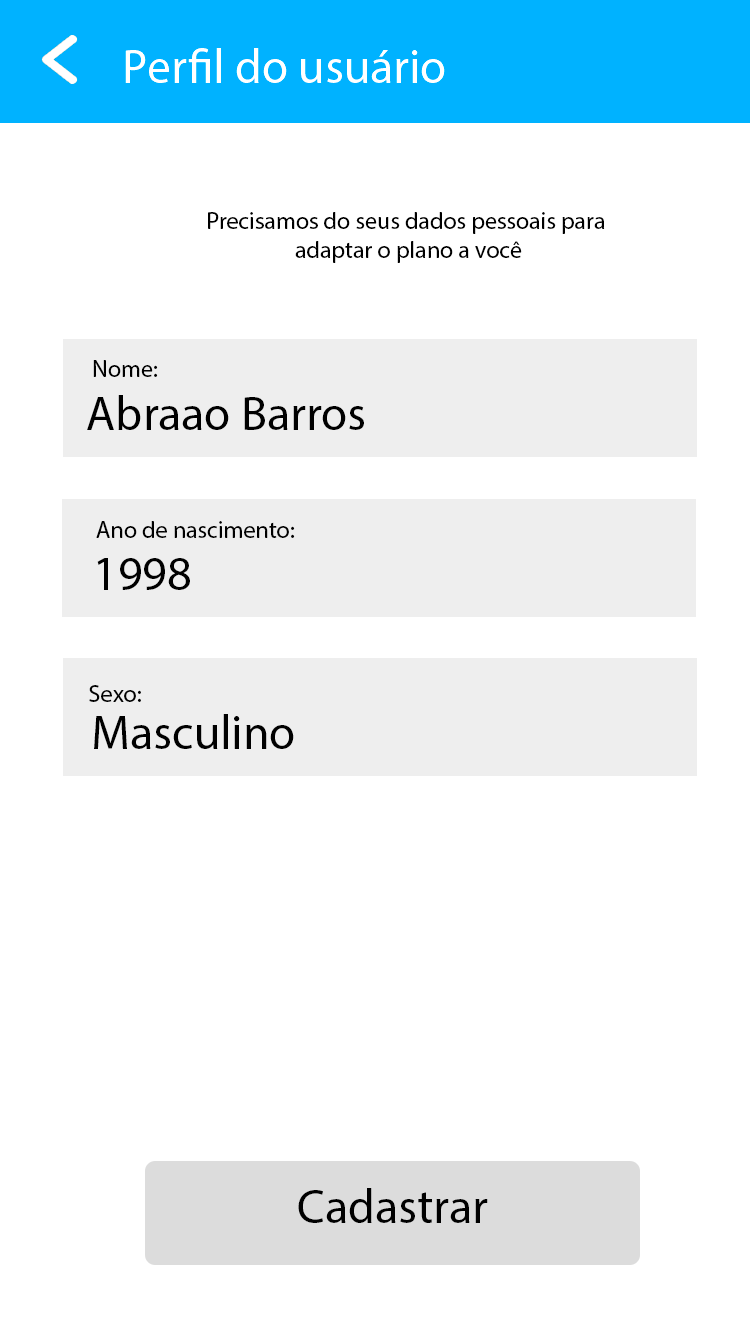 Perfil do usuário
Precisamos do seus dados pessoais para
adaptar o plano a você
Nome:
Abraao Barros
Ano de nascimento:
1998
Sexo:
Masculino
Cadastrar